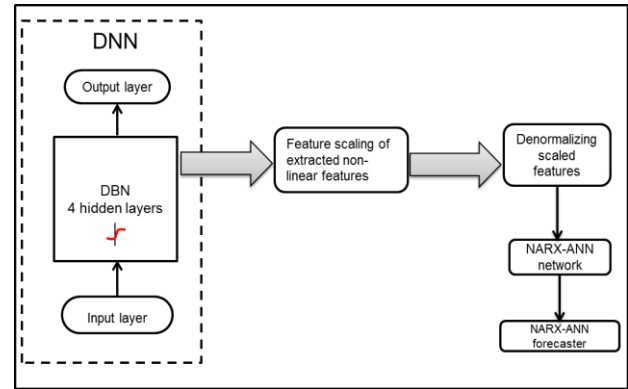 DNN
Output layer
DBN
4 hidden layers
Input layer
Feature scaling of
extracted non-
linear features
Denormalizing
scaled
features
NARX-ANN
network
NARX-ANN
forecaster